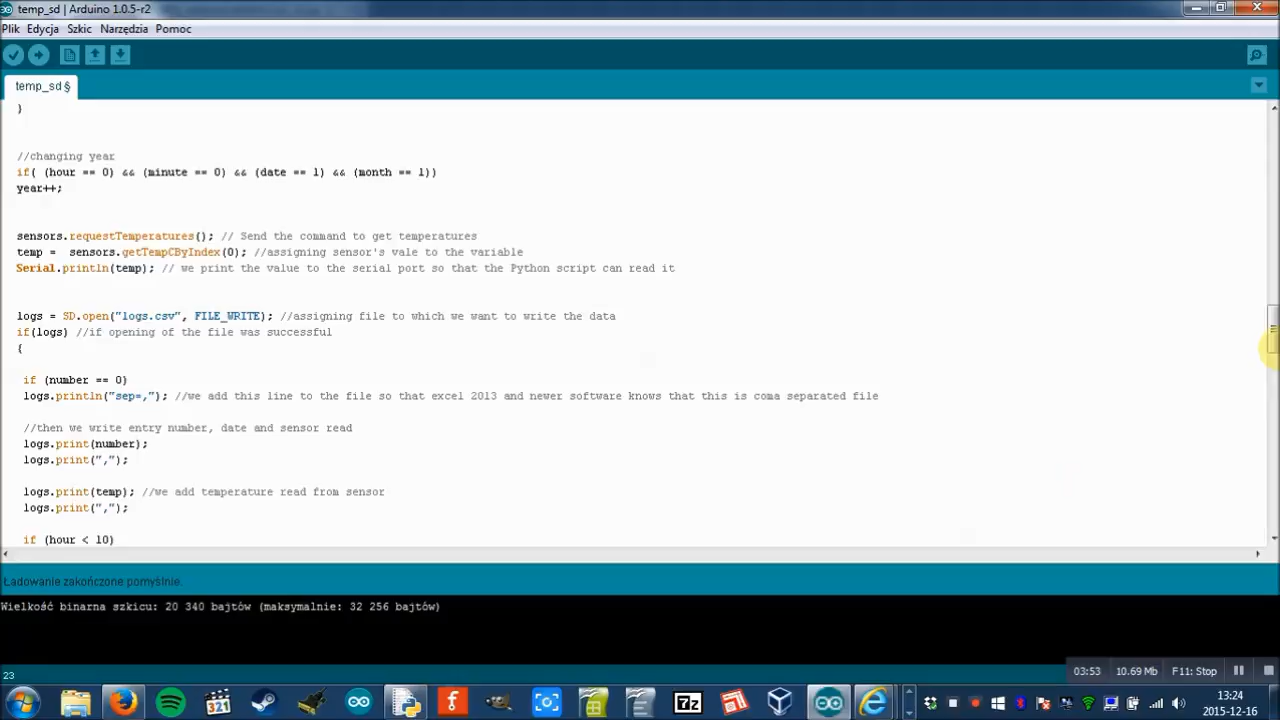 temp_sd | Arduino 1.0.5-r2
Plik Edycja Szkic Narzędzia Pomoc
temp_sd §
}
//changing year
if( (hour == 0) && (minute == 0) && (date == 1) && (month == 1))
year++;
sensors.requestTemperatures(); // Send the command to get temperatures
temp =  sensors.getTempCByIndex(0); //assigning sensor's vale to the variable
Serial.println(temp); // we print the value to the serial port so that the Python script can read it
logs = SD.open("logs.csv", FILE_WRITE); //assigning file to which we want to write the data
if(logs) //if opening of the file was successful
{
if (number == 0)
logs.println("sep=,"); //we add this line to the file so that excel 2013 and newer software knows that this is coma separated file
//then we write entry number, date and sensor read
logs.print(number);
logs.print(",");
logs.print(temp); //we add temperature read from sensor
logs.print(",");
if (hour < 10)
Ładowanie zakończone pomyślnie.
Wielkość binarna szkicu: 20 340 bajtów (maksymalnie: 32 256 bajtów)
23
03:53 10.69 Mb F11: Stop
321
7z
13:24
2015-12-16